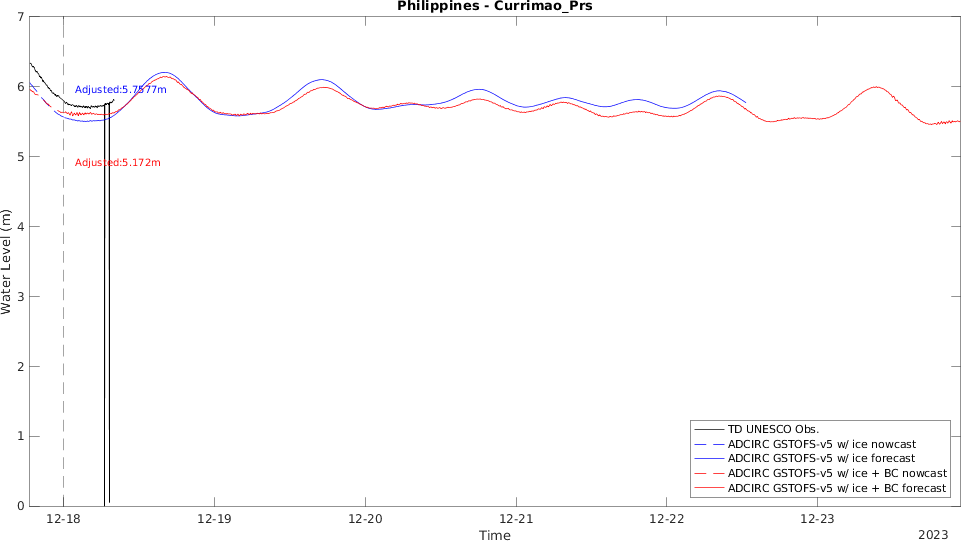 Philippines - Currimao_Prs
7
6
5
4
3
2
1
0
Water Level (m)
Adjusted:5.7577m
Adjusted:5.172m
TD UNESCO Obs.
ADCIRC GSTOFS-v5 w/ ice nowcast
ADCIRC GSTOFS-v5 w/ ice forecast
ADCIRC GSTOFS-v5 w/ ice + BC nowcast
ADCIRC GSTOFS-v5 w/ ice + BC forecast
12-18
12-19
12-20
12-21
12-22
12-23
Time
2023